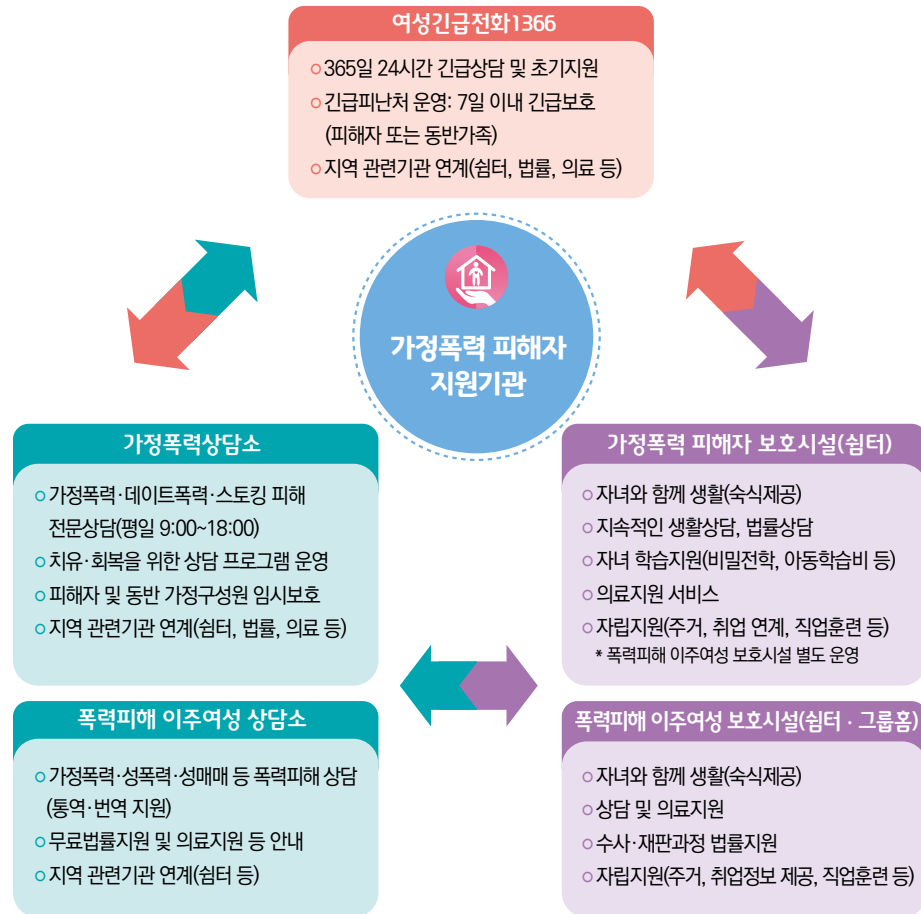 여성긴급전화1366
○ 365일 24시간 긴급상담 및 초기지원
○ 긴급피난처 운영: 7일 이내 긴급보호
(피해자 또는 동반가족)
○ 지역 관련기관 연계(쉼터, 법률, 의료 등)
가정폭력 피해자
지원기관
가정폭력상담소
○ 가정폭력·데이트폭력·스토킹 피해
전문상담(평일 9:00~18:00)
○ 치유·회복을 위한 상담 프로그램 운영
○ 피해자 및 동반 가정구성원 임시보호
○ 지역 관련기관 연계(쉼터, 법률, 의료 등)
가정폭력 피해자 보호시설(쉼터)
○ 자녀와 함께 생활(숙식제공)
○ 지속적인 생활상담, 법률상담
○ 자녀 학습지원(비밀전학, 아동학습비 등)
○ 의료지원 서비스
○ 자립지원(주거, 취업 연계, 직업훈련 등)
* 폭력피해 이주여성 보호시설 별도 운영
폭력피해 이주여성 상담소
○ 가정폭력·성폭력·성매매 등 폭력피해 상담
(통역·번역 지원)
○ 무료법률지원 및 의료지원 등 안내
○ 지역 관련기관 연계(쉼터 등)
폭력피해 이주여성 보호시설(쉼터 · 그룹홈)
○ 자녀와 함께 생활(숙식제공)
○ 상담 및 의료지원
○ 수사·재판과정 법률지원
○ 자립지원(주거, 취업정보 제공, 직업훈련 등)